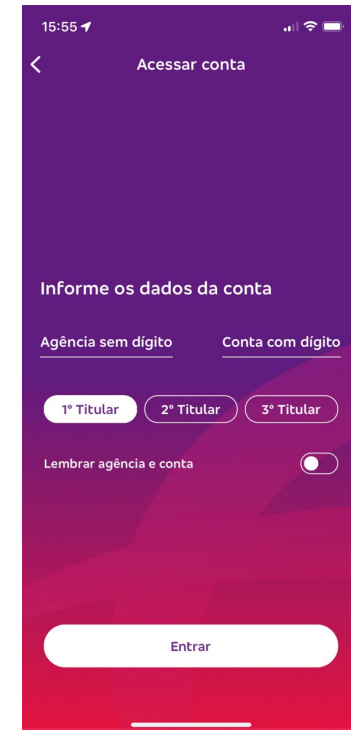 15:55
Acessar conta
Informe os dados da conta
Agência sem dígito Conta com dígito
1º Titular 2º Titular 3º Titular
Lembrar agência e conta
Entrar